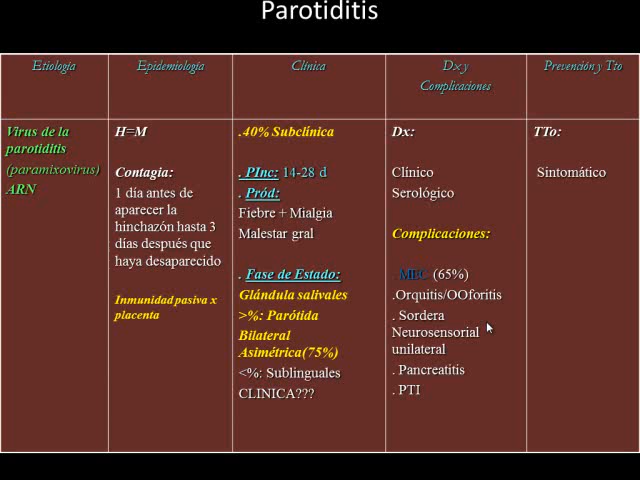 Parotiditis
Etiología
Epidemiología
Clínica
Dx y
Complicaciones
Prevención y Tto
Virus de la
parotiditis
(paramixovirus)
ARN
H=M
Contagia:
1 día antes de
aparecer la
hinchazón hasta 3
días después que
haya desaparecido
Inmunidad pasiva x
placenta
.40% Subclínica
. PInc: 14-28 d
. Pród:
Fiebre + Mialgia
Malestar gral
. Fase de Estado:
Glándula salivales
>%: Parótida
Bilateral
Asimétrica(75%)
<%: Sublinguales
CLINICA???
Dx:
Clínico
Serológico
Complicaciones:
. MEC (65%)
.Orquitis/OOforitis
. Sordera
Neurosensorial
unilateral
. Pancreatitis
. PTI
TTo:
Sintomático